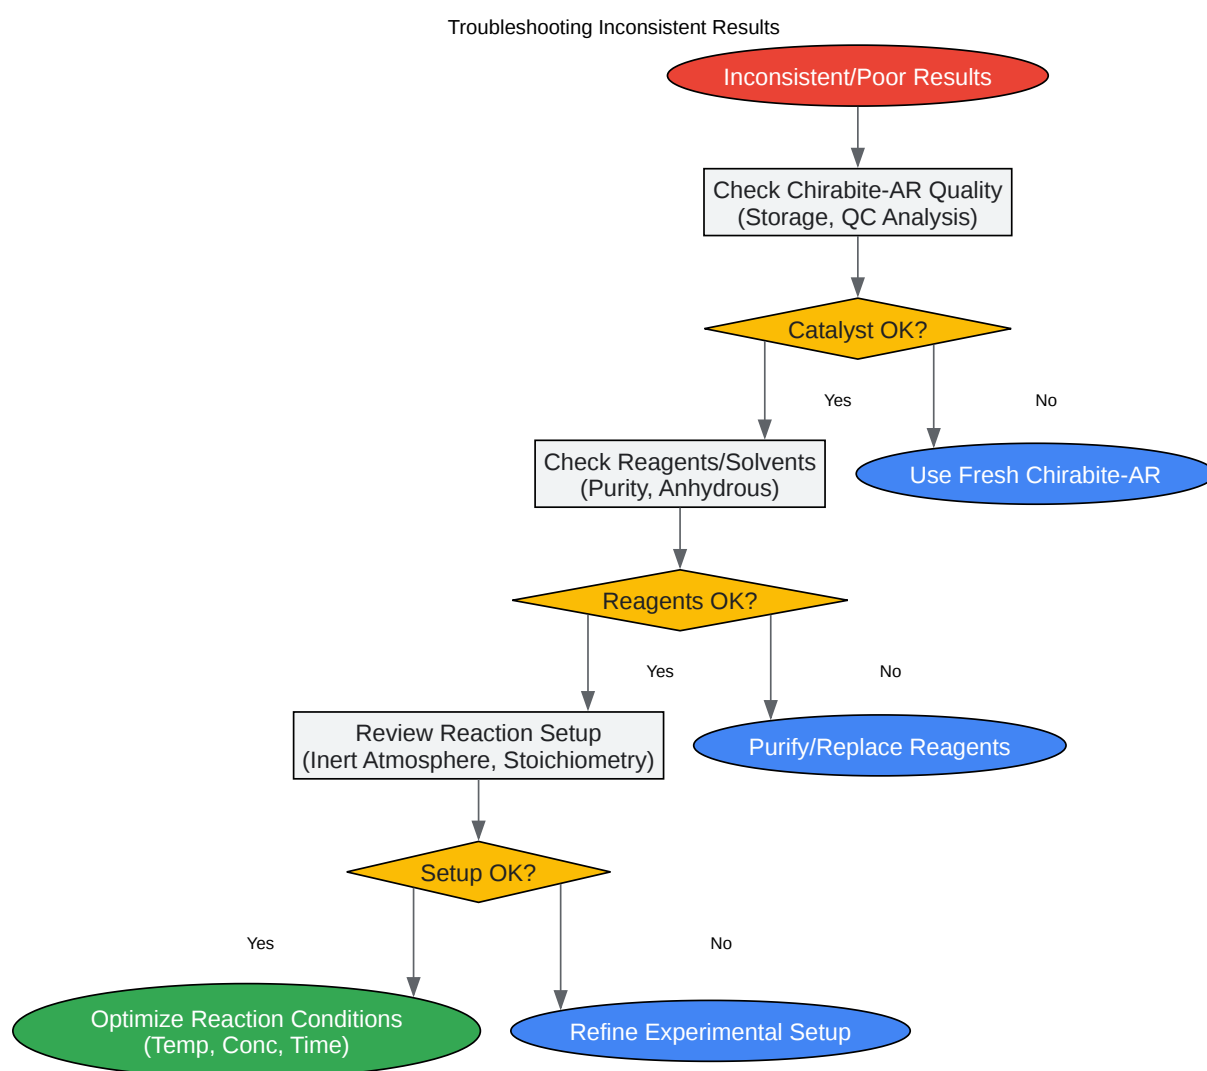 Troubleshooting Inconsistent Results
Inconsistent/Poor Results
Check Chirabite-AR Quality
(Storage, QC Analysis)
Catalyst OK?
Yes
No
Check Reagents/Solvents
(Purity, Anhydrous)
Use Fresh Chirabite-AR
Reagents OK?
Yes
No
Review Reaction Setup
(Inert Atmosphere, Stoichiometry)
Purify/Replace Reagents
Setup OK?
Yes
No
Optimize Reaction Conditions
(Temp, Conc, Time)
Refine Experimental Setup